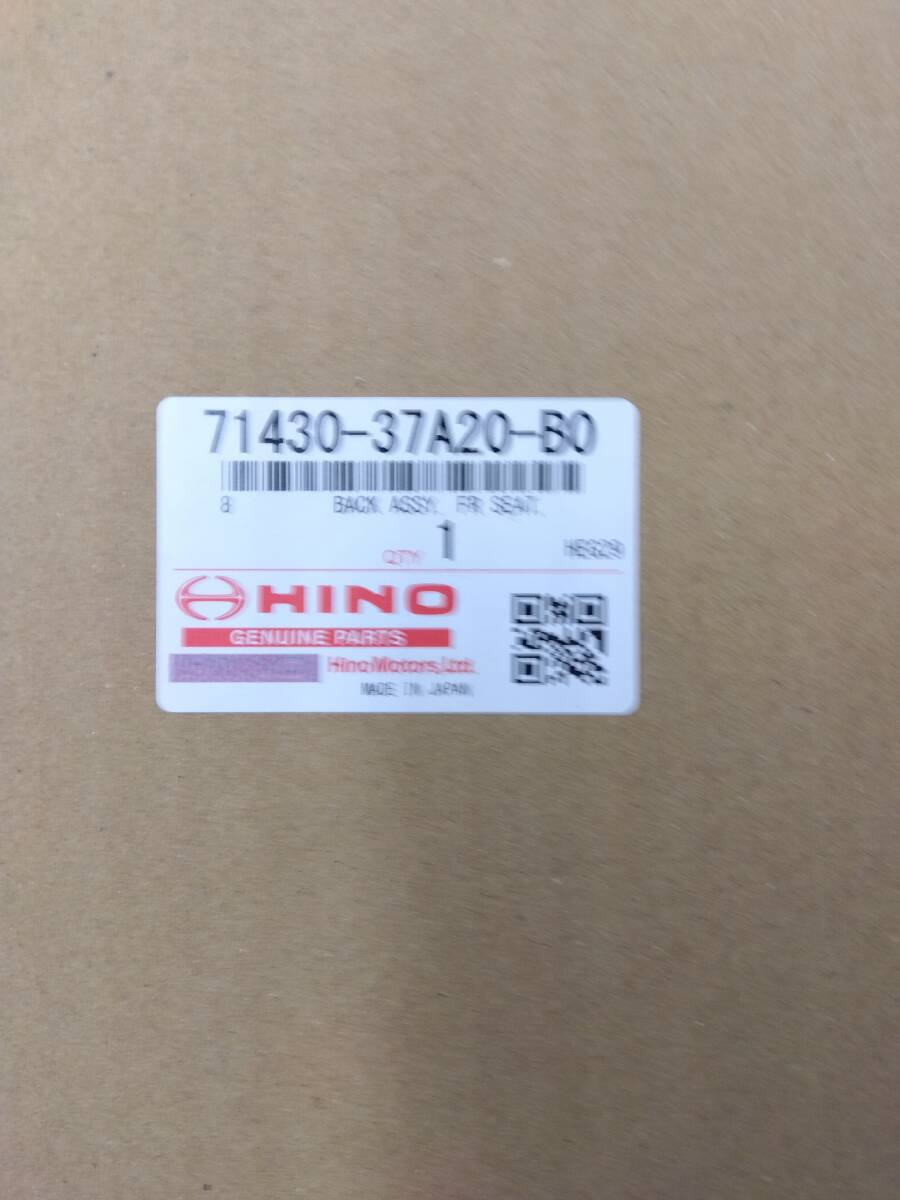 71430-37A20-B0
8 BACK ASSY, FR SEAT,
QTY 1
HINO
GENUINE PARTS
Hino Motors, Ltd.
MADE IN JAPAN